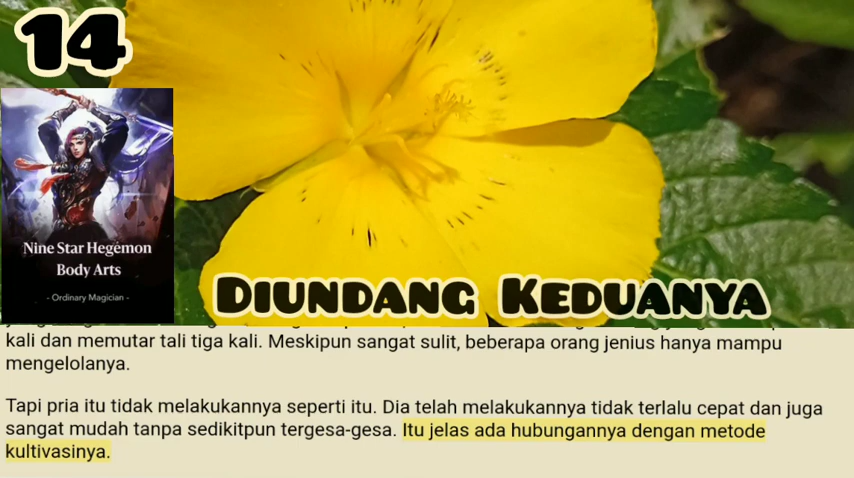 14
Nine Star Hegemon
Body Arts
- Ordinary Magician -
DIUNDANG KEDUANYA
kali dan memutar tali tiga kali. Meskipun sangat sulit, beberapa orang jenius hanya mampu
mengelolanya.
Tapi pria itu tidak melakukannya seperti itu. Dia telah melakukannya tidak terlalu cepat dan juga
sangat mudah tanpa sedikitpun tergesa-gesa. Itu jelas ada hubungannya dengan metode
kultivasinya.